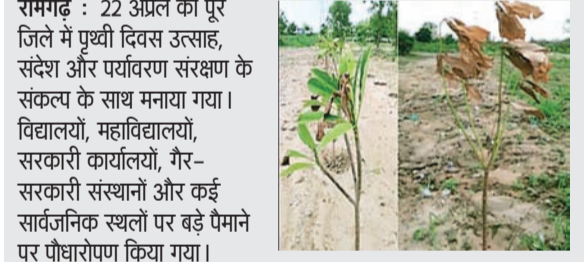 रामगढ़ : 22 अप्रैल को पूरे
जिले में पृथ्वी दिवस उत्साह,
संदेश और पर्यावरण संरक्षण के
संकल्प के साथ मनाया गया।
विद्यालयों, महाविद्यालयों,
सरकारी कार्यालयों, गैर-
सरकारी संस्थानों और कई
सार्वजनिक स्थलों पर बड़े पैमाने
पर पौधारोपण किया गया।